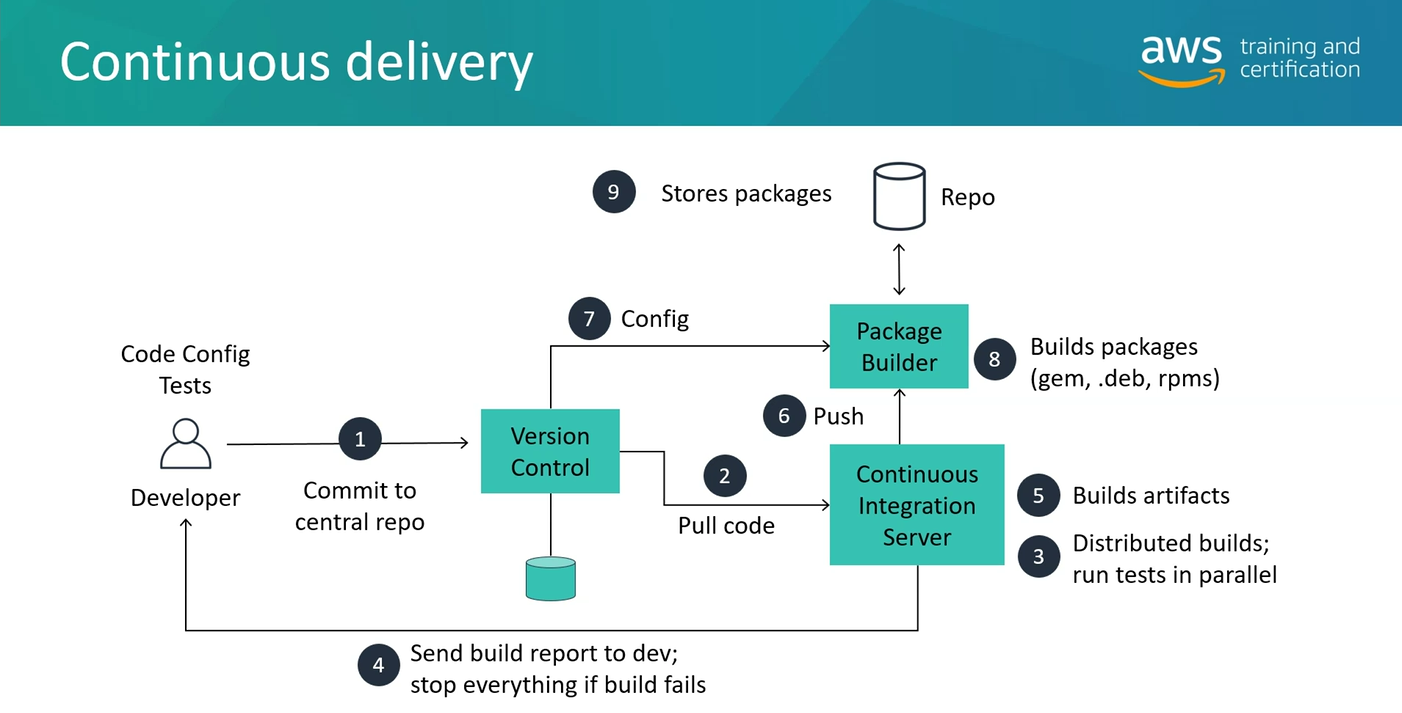 Continuous delivery
aws
training and
certification
9
Stores packages
Repo
7
Config
Package
Builder
8
Builds packages
(gem, .deb, rpms)
Code Config
Tests
6
Push
1
Version
Control
2
Continuous
Integration
Server
5
Builds artifacts
Developer
Commit to
central repo
Pull code
3
Distributed builds;
run tests in parallel
4
Send build report to dev;
stop everything if build fails